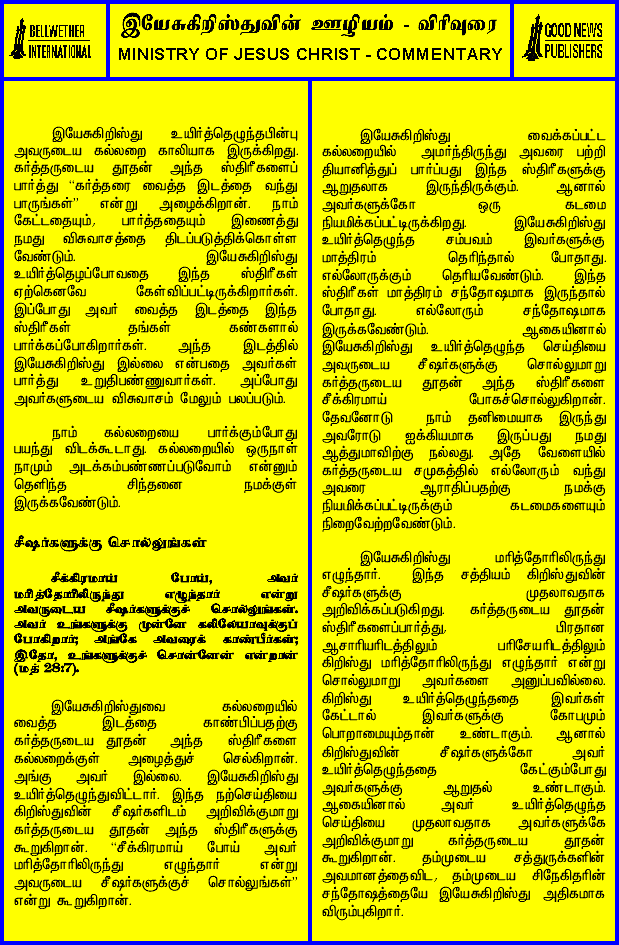 BELLWETHER
INTERNATIONAL
இயேசுகிறிஸ்துவின் ஊழியம் - விரிவுரை
MINISTRY OF JESUS CHRIST - COMMENTARY
GOOD NEWS
PUBLISHERS
இயேசுகிறிஸ்து உயிர்த்தெழுந்தபின்பு
அவருடைய கல்லறை காலியாக இருக்கிறது.
கர்த்தருடைய தூதன் அந்த ஸ்திரீகளைப்
பார்த்து “கர்த்தரை வைத்த இடத்தை வந்து
பாருங்கள்” என்று அழைக்கிறான். நாம்
கேட்டதையும், பார்த்ததையும் இணைத்து
நமது விசுவாசத்தை திடப்படுத்திக்கொள்ள
வேண்டும். இயேசுகிறிஸ்து
உயிர்த்தெழப்போவதை இந்த ஸ்திரீகள்
ஏற்கெனவே கேள்விப்பட்டிருக்கிறார்கள்.
இப்போது அவர் வைத்த இடத்தை இந்த
ஸ்திரீகள் தங்கள் கண்களால்
பார்க்கப்போகிறார்கள். அந்த இடத்தில்
இயேசுகிறிஸ்து இல்லை என்பதை அவர்கள்
பார்த்து உறுதிபண்ணுவார்கள். அப்போது
அவர்களுடைய விசுவாசம் மேலும் பலப்படும்.
நாம் கல்லறையை பார்க்கும்போது
பயந்து விடக்கூடாது. கல்லறையில் ஒருநாள்
நாமும் அடக்கம்பண்ணப்படுவோம் என்னும்
தெளிந்த சிந்தனை நமக்குள்
இருக்கவேண்டும்.
சீஷர்களுக்கு சொல்லுங்கள்
சீக்கிரமாய் போய், அவர்
மரித்தோரிலிருந்து எழுந்தார் என்று
அவருடைய சீஷர்களுக்குச் சொல்லுங்கள்.
அவர் உங்களுக்கு முன்னே கலிலேயாவுக்குப்
போகிறார்; அங்கே அவரைக் காண்பீர்கள்;
இதோ, உங்களுக்குச் சொன்னேன் என்றான்
(மத் 28:7).
இயேசுகிறிஸ்துவை கல்லறையில்
வைத்த இடத்தை காண்பிப்பதற்கு
கர்த்தருடைய தூதன் அந்த ஸ்திரீகளை
கல்லறைக்குள் அழைத்துச் செல்கிறான்.
அங்கு அவர் இல்லை. இயேசுகிறிஸ்து
உயிர்த்தெழுந்துவிட்டார். இந்த நற்செய்தியை
கிறிஸ்துவின் சீஷர்களிடம் அறிவிக்குமாறு
கர்த்தருடைய தூதன் அந்த ஸ்திரீகளுக்கு
கூறுகிறான். “சீக்கிரமாய் போய் அவர்
மரித்தோரிலிருந்து எழுந்தார் என்று
அவருடைய சீஷர்களுக்குச் சொல்லுங்கள்”
என்று கூறுகிறான்.
இயேசுகிறிஸ்து வைக்கப்பட்ட
கல்லறையில் அமர்ந்திருந்து அவரை பற்றி
தியானித்துப் பார்ப்பது இந்த ஸ்திரீகளுக்கு
ஆறுதலாக இருந்திருக்கும். ஆனால்
அவர்களுக்கோ ஒரு கடமை
நியமிக்கப்பட்டிருக்கிறது. இயேசுகிறிஸ்து
உயிர்த்தெழுந்த சம்பவம் இவர்களுக்கு
மாத்திரம் தெரிந்தால் போதாது.
எல்லோருக்கும் தெரியவேண்டும். இந்த
ஸ்திரீகள் மாத்திரம் சந்தோஷமாக இருந்தால்
போதாது. எல்லோரும் சந்தோஷமாக
இருக்கவேண்டும். ஆகையினால்
இயேசுகிறிஸ்து உயிர்த்தெழுந்த செய்தியை
அவருடைய சீஷர்களுக்கு சொல்லுமாறு
கர்த்தருடைய தூதன் அந்த ஸ்திரீகளை
சீக்கிரமாய் போகச்சொல்லுகிறான்.
தேவனோடு நாம் தனிமையாக இருந்து
அவரோடு ஐக்கியமாக இருப்பது நமது
ஆத்துமாவிற்கு நல்லது. அதே வேளையில்
கர்த்தருடைய சமுகத்தில் எல்லோரும் வந்து
அவரை ஆராதிப்பதற்கு நமக்கு
நியமிக்கப்பட்டிருக்கும் கடமைகளையும்
நிறைவேற்றவேண்டும்.
இயேசுகிறிஸ்து மரித்தோரிலிருந்து
எழுந்தார். இந்த சத்தியம் கிறிஸ்துவின்
சீஷர்களுக்கு முதலாவதாக
அறிவிக்கப்படுகிறது. கர்த்தருடைய தூதன்
ஸ்திரீகளைப்பார்த்து, பிரதான
ஆசாரியரிடத்திலும் பரிசேயரிடத்திலும்
கிறிஸ்து மரித்தோரிலிருந்து எழுந்தார் என்று
சொல்லுமாறு அவர்களை அனுப்பவில்லை.
கிறிஸ்து உயிர்த்தெழுந்ததை இவர்கள்
கேட்டால் இவர்களுக்கு கோபமும்
பொறாமையும்தான் உண்டாகும். ஆனால்
கிறிஸ்துவின் சீஷர்களுக்கோ அவர்
உயிர்த்தெழுந்ததை கேட்கும்போது
அவர்களுக்கு ஆறுதல் உண்டாகும்.
ஆகையினால் அவர் உயிர்த்தெழுந்த
செய்தியை முதலாவதாக அவர்களுக்கே
அறிவிக்குமாறு கர்த்தருடைய தூதன்
கூறுகிறான். தம்முடைய சத்துருக்களின்
அவமானத்தைவிட, தம்முடைய சிநேகிதரின்
சந்தோஷத்தையே இயேசுகிறிஸ்து அதிகமாக
விரும்புகிறார்.